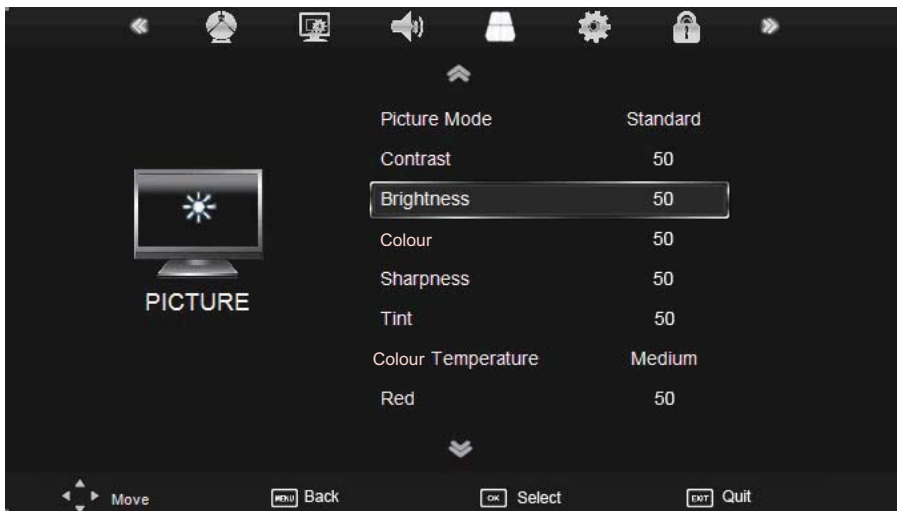 Picture Mode Standard
Contrast 50
Brightness 50
Colour 50
Sharpness 50
Tint 50
Colour Temperature Medium
Red 50
PICTURE
Move MENU Back OK Select EXIT Quit